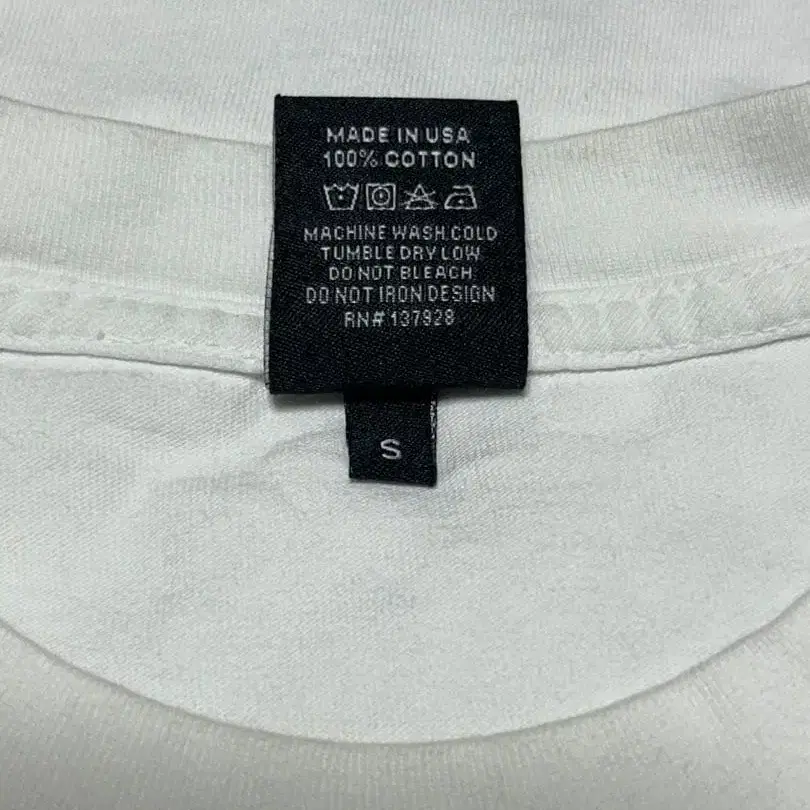 MADE IN USA
100% COTTON
MACHINE WASH COLD
TUMBLE DRY LOW
DO NOT BLEACH
DO NOT IRON DESIGN
RN# 137928
S